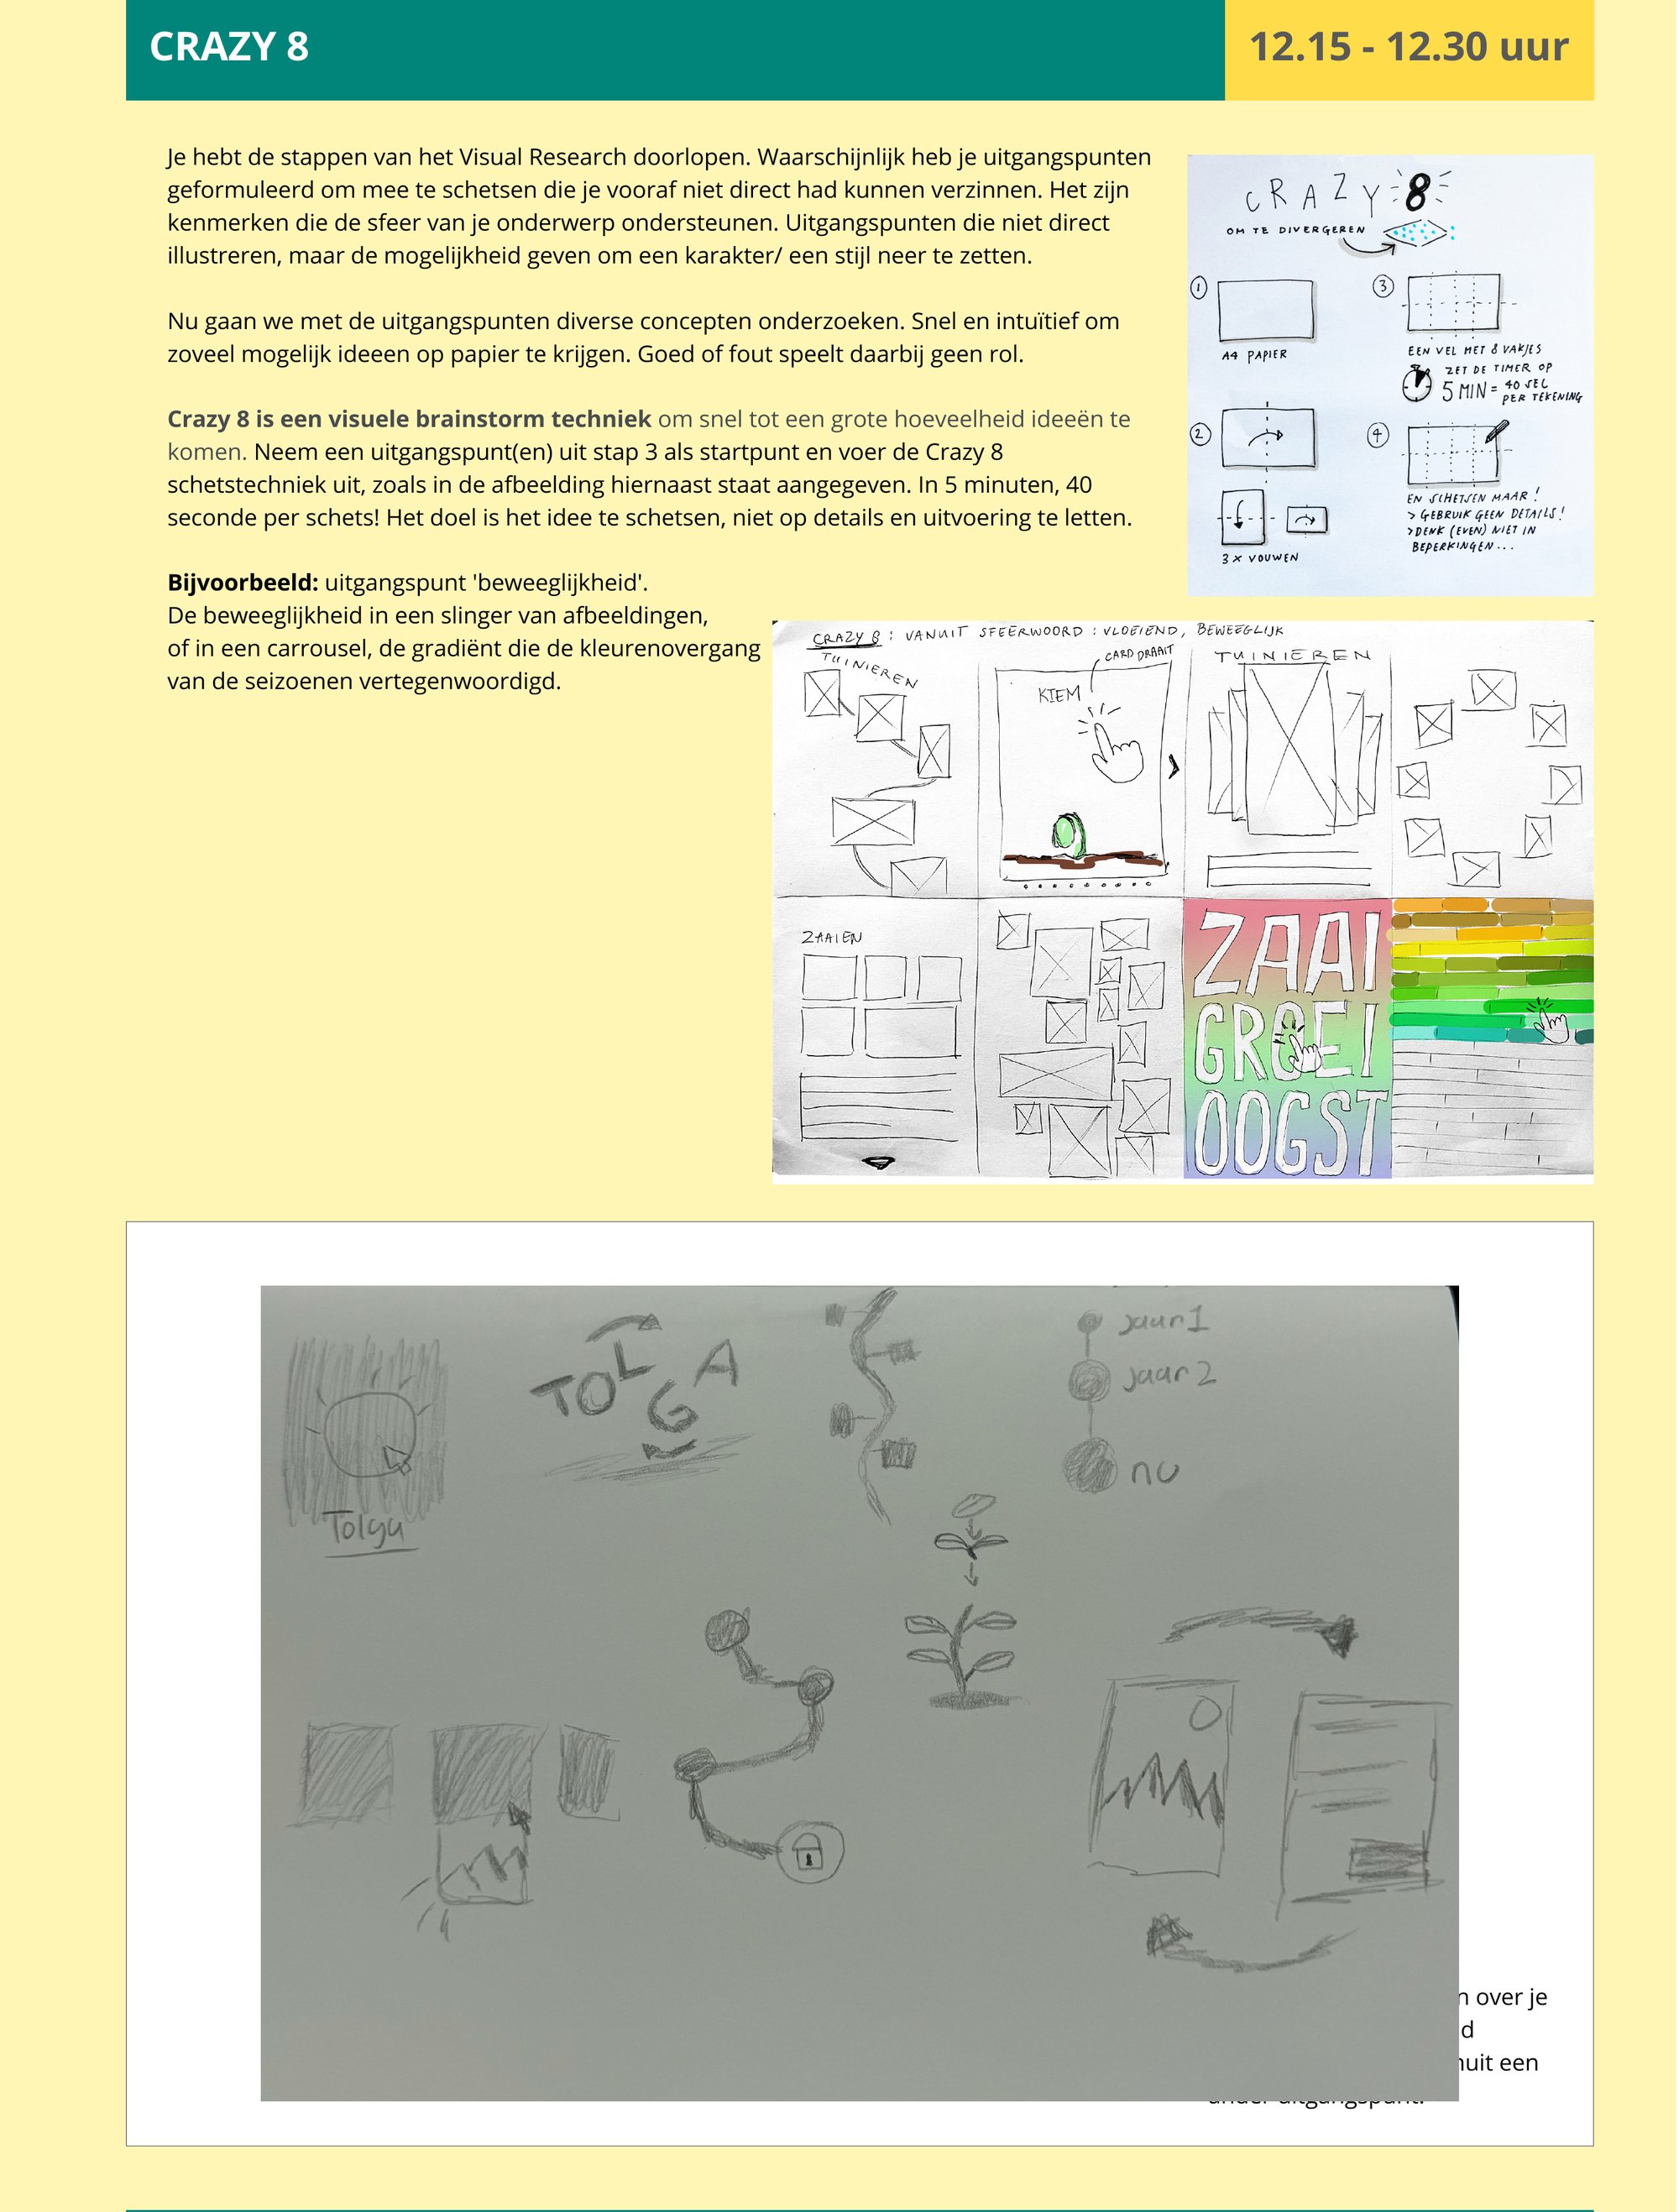 CRAZY 8
12.15 - 12.30 uur
Je hebt de stappen van het Visual Research doorlopen. Waarschijnlijk heb je uitgangspunten
geformuleerd om mee te schetsen die je vooraf niet direct had kunnen verzinnen. Het zijn
kenmerken die de sfeer van je onderwerp ondersteunen. Uitgangspunten die niet direct
illustreren, maar de mogelijkheid geven om een karakter/ een stijl neer te zetten.
Nu gaan we met de uitgangspunten diverse concepten onderzoeken. Snel en intuïtief om
zoveel mogelijk ideeen op papier te krijgen. Goed of fout speelt daarbij geen rol.
Crazy 8 is een visuele brainstorm techniek om snel tot een grote hoeveelheid ideeën te
komen. Neem een uitgangspunt(en) uit stap 3 als startpunt en voer de Crazy 8
schetstechniek uit, zoals in de afbeelding hiernaast staat aangegeven. In 5 minuten, 40
seconde per schets! Het doel is het idee te schetsen, niet op details en uitvoering te letten.
Bijvoorbeeld: uitgangspunt 'beweeglijkheid'.
De beweeglijkheid in een slinger van afbeeldingen,
of in een carrousel, de gradiënt die de kleurenovergang
van de seizoenen vertegenwoordigd.
CRAZY 8
OM TE DIVERGEREN
1
A4 PAPIER
2
3 x VOUWEN
3
EEN VEL MET 8 VAKJES
ZET DE TIMER OP
5 MIN = 40 SEL
PER TEKENING
4
EN SCHETSEN MAAR!
> GEBRUIK GEEN DETAILS!
> DENK (EVEN) NIET IN
BEPERKINGEN...
CRAZY 8 : VANUIT SFEERWOORD : VLOEIEND, BEWEEGLIJK
TUINIEREN
CARD DRAAIT
KIEM
TUINIEREN
ZAAIEN
ZAAI
GROEI
OOGST
TOLGA
jaar1
jaar2
nu
Tolga
n over je
d
nuit een
ander uitgangspunt.